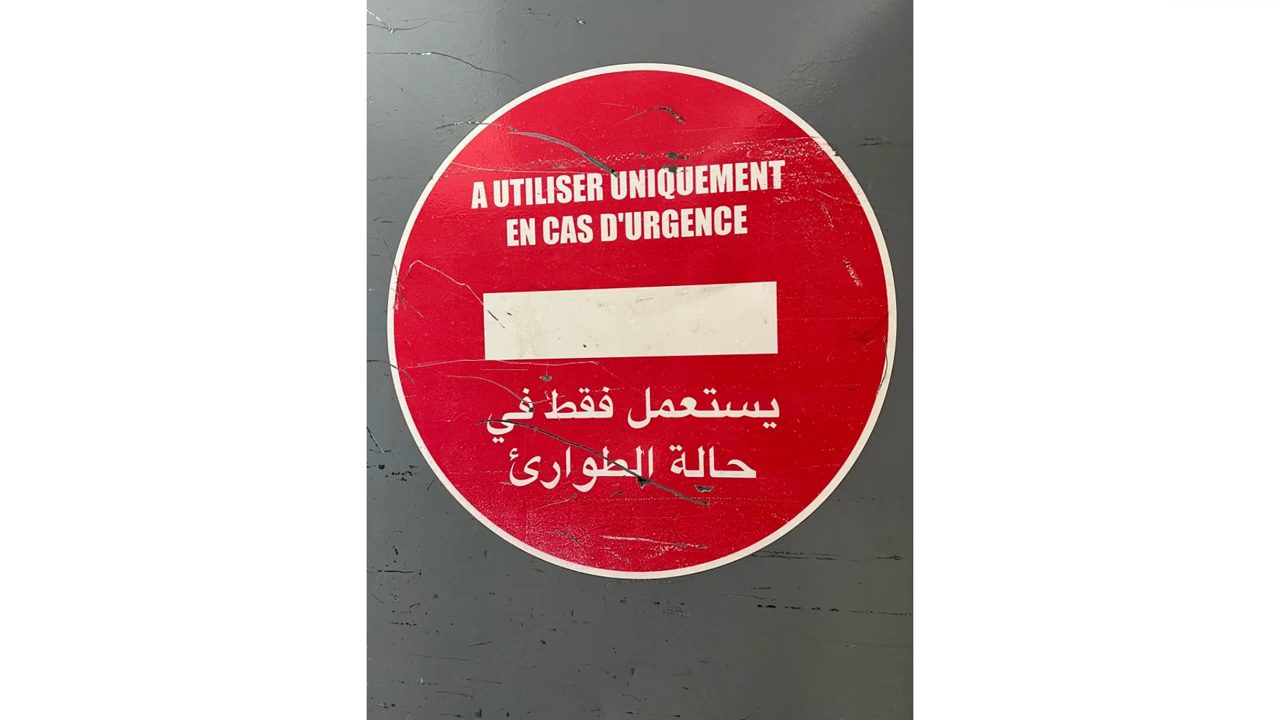 A UTILISER UNIQUEMENT
EN CAS D'URGENCE
يستعمل فقط في
حالة الطوارئ